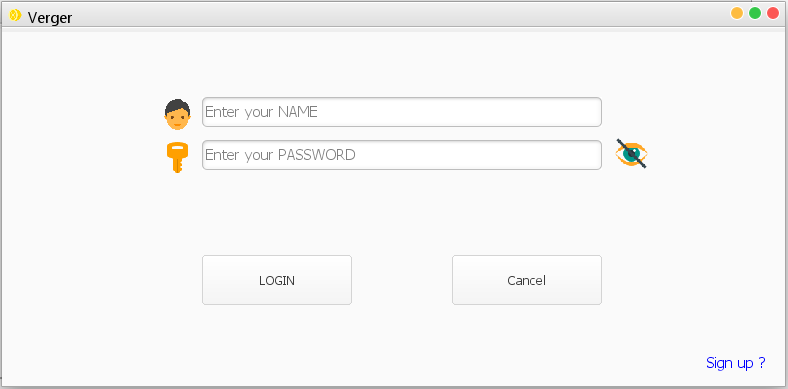 Verger
Enter your NAME
Enter your PASSWORD
LOGIN
Cancel
Sign up ?